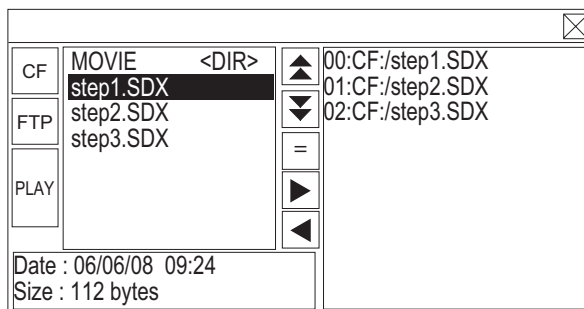 CF
FTP
PLAY
MOVIE <DIR>
step1.SDX
step2.SDX
step3.SDX
=
00:CF:/step1.SDX
01:CF:/step2.SDX
02:CF:/step3.SDX
Date : 06/06/08 09:24
Size : 112 bytes